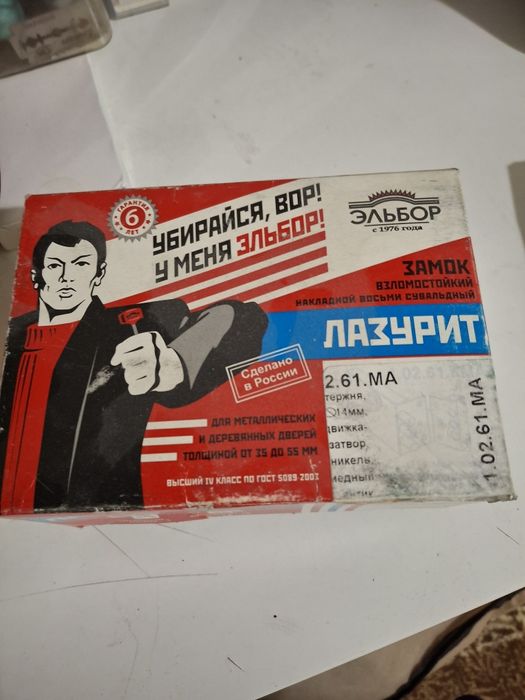 ГАРАНТИЯ
6
ЛЕТ
УБИРАЙСЯ, ВОР!
У МЕНЯ ЭЛЬБОР!
ЭЛЬБОР
с 1976 года
ЗАМОК
ВЗЛОМОСТОЙКИЙ
НАКЛАДНОЙ ВОСЬМИ СУВАЛЬДНЫЙ
ЛАЗУРИТ
Сделано
в России
ДЛЯ МЕТАЛЛИЧЕСКИХ
И ДЕРЕВЯННЫХ ДВЕРЕЙ
ТОЛЩИНОЙ ОТ 35 ДО 55 ММ
ВЫСШИЙ IV КЛАСС ПО ГОСТ 5089 2003
2.61.МА
тержня,
14мм,
движка-
затвор,
никель,
медный
1.02.61.МА